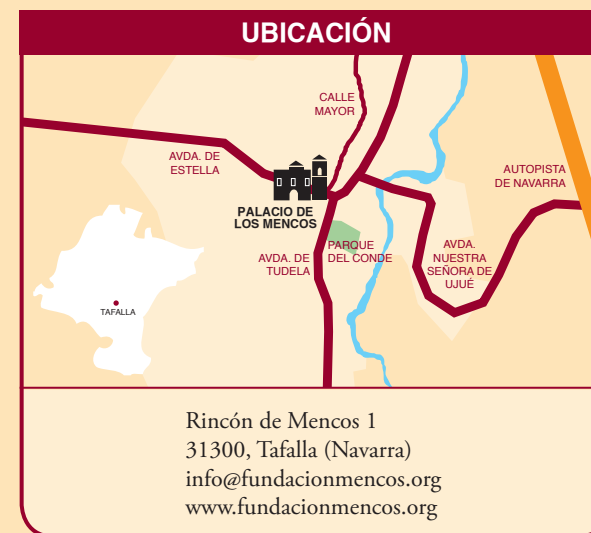 UBICACIÓN
CALLE
MAYOR
AVDA. DE
ESTELLA
AUTOPISTA
DE NAVARRA
PALACIO DE
LOS MENCOS
PARQUE
DEL CONDE
AVDA. DE
TUDELA
AVDA.
NUESTRA
SEÑORA DE
UJUÉ
TAFALLA
Rincón de Mencos 1
31300, Tafalla (Navarra)
info@fundacionmencos.org
www.fundacionmencos.org